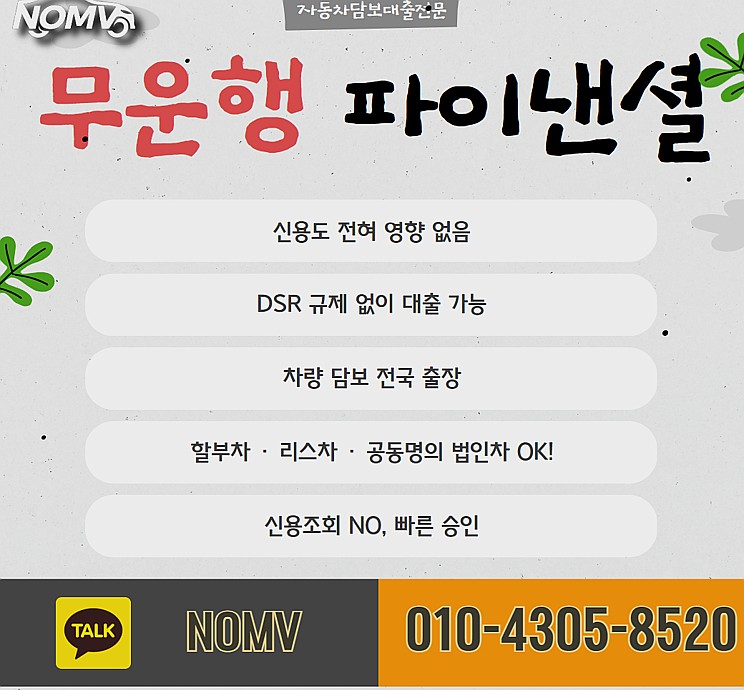 NOMV
자동차담보대출전문
무운행 파이낸셜
신용도 전혀 영향 없음
DSR 규제 없이 대출 가능
차량 담보 전국 출장
할부차 · 리스차 · 공동명의 법인차 OK!
신용조회 NO, 빠른 승인
TALK
NOMV
010-4305-8520